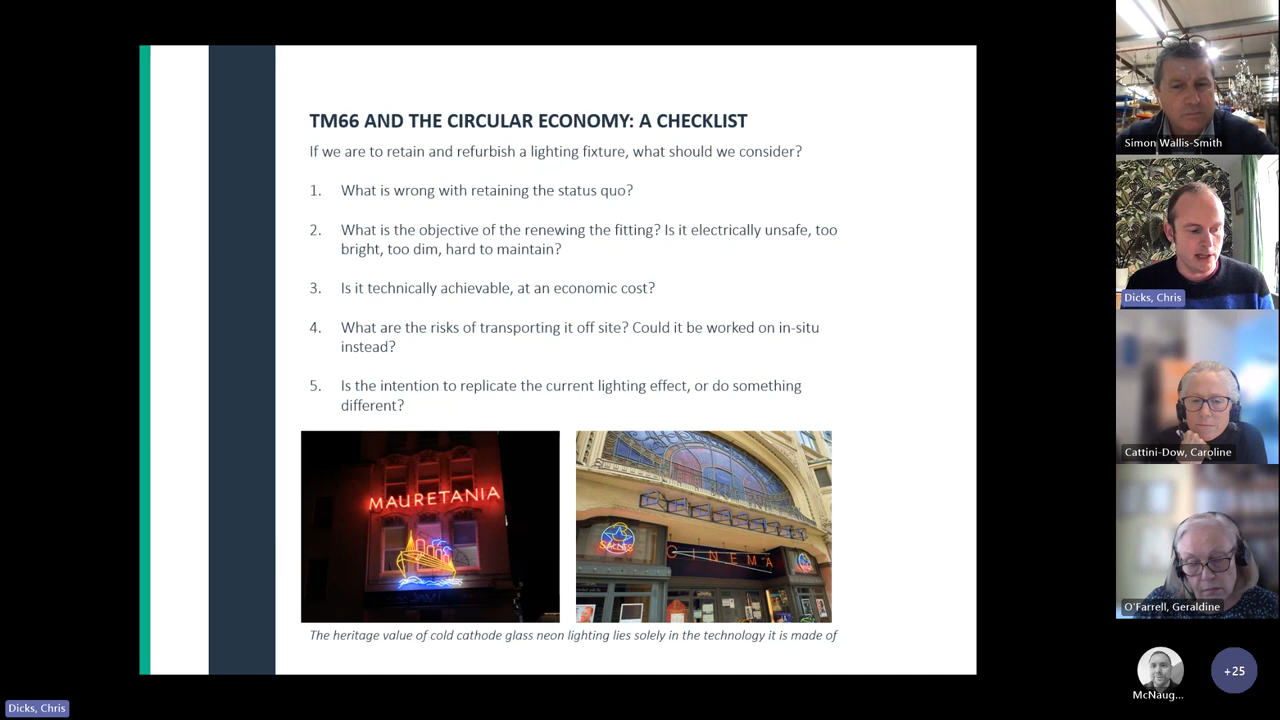 TM66 AND THE CIRCULAR ECONOMY: A CHECKLIST
If we are to retain and refurbish a lighting fixture, what should we consider?
1. What is wrong with retaining the status quo?
2. What is the objective of the renewing the fitting? Is it electrically unsafe, too
bright, too dim, hard to maintain?
3. Is it technically achievable, at an economic cost?
4. What are the risks of transporting it off site? Could it be worked on in-situ
instead?
5. Is the intention to replicate the current lighting effect, or do something
different?
MAURETANIA
CINEMA
The heritage value of cold cathode glass neon lighting lies solely in the technology it is made of
Simon Wallis-Smith
Dicks, Chris
Cattini-Dow, Caroline
O'Farrell, Geraldine
McNaug...
+25
Dicks, Chris